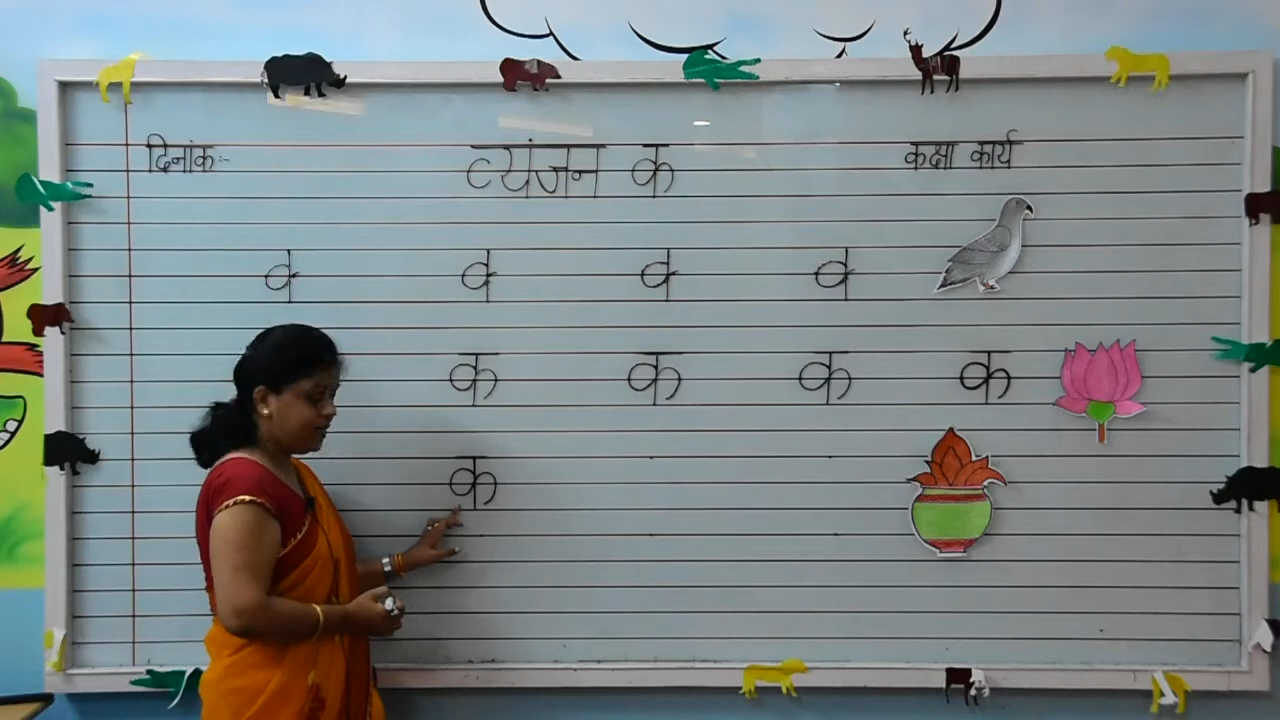 दिनांक:- व्यंजन क कक्षा कार्य
व व व व
क क क क
क